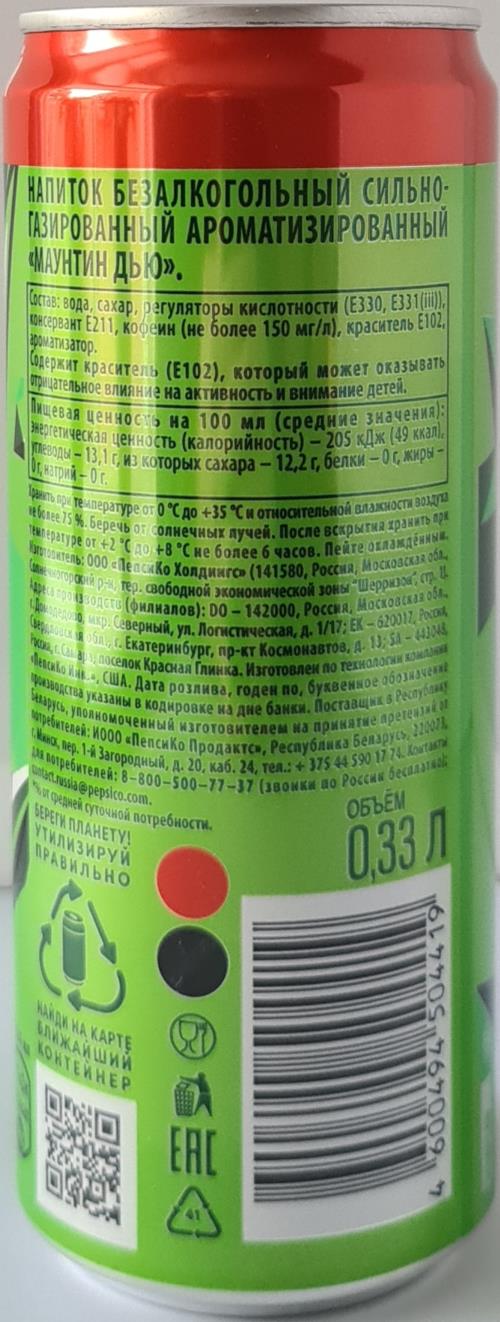 НАПИТОК БЕЗАЛКОГОЛЬНЫЙ СИЛЬНО-
ГАЗИРОВАННЫЙ АРОМАТИЗИРОВАННЫЙ
«МАУНТИН ДЬЮ».
Состав: вода, сахар, регуляторы кислотности (Е330, Е331(iii)),
консервант Е211, кофеин (не более 150 мг/л), краситель Е102,
ароматизатор.
Содержит краситель (Е102), который может оказывать
отрицательное влияние на активность и внимание детей.
Пищевая ценность на 100 мл (средние значения):
энергетическая ценность (калорийность) – 205 кДж (49 ккал),
углеводы – 13,1 г, из которых сахара – 12,2 г, белки – 0 г, жиры –
0 г, натрий – 0 г.
Хранить при температуре от 0 °С до +35 °С и относительной влажности воздуха
не более 75 %. Беречь от солнечных лучей. После вскрытия хранить при
температуре от +2 °С до +8 °С не более 6 часов. Пейте охлаждённым.
Изготовитель: ООО «ПепсиКо Холдингс» (141580, Россия, Московская обл.,
Солнечногорский р-н, тер. свободной экономической зоны "Шерризон", стр. 1).
Адреса производств (филиалов): DO – 142000, Россия, Московская обл.,
г. Домодедово, мкр. Северный, ул. Логистическая, д. 1/17; ЕК – 620017, Россия,
Свердловская обл., г. Екатеринбург, пр-кт Космонавтов, д. 13; SA – 443048,
Россия, г. Самара, поселок Красная Глинка. Изготовлен по технологии компании
«ПепсиКо Инк.», США. Дата розлива, годен по, буквенное обозначение
производства указаны в кодировке на дне банки. Поставщик в Республику
Беларусь, уполномоченный изготовителем на принятие претензий от
потребителей: ИООО «ПепсиКо Продактс», Республика Беларусь, 220073,
г. Минск, пер. 1-й Загородный, д. 20, каб. 24, тел.: + 375 44 590 17 74. Контакты
для потребителей: 8-800-500-77-37 (звонки по России бесплатно);
contact.russia@pepsico.com.
% от средней суточной потребности.
ОБЪЁМ
0,33 Л
БЕРЕГИ ПЛАНЕТУ!
УТИЛИЗИРУЙ
ПРАВИЛЬНО
НАЙДИ НА КАРТЕ
БЛИЖАЙШИЙ
КОНТЕЙНЕР
EAC
41
4 600494 504419